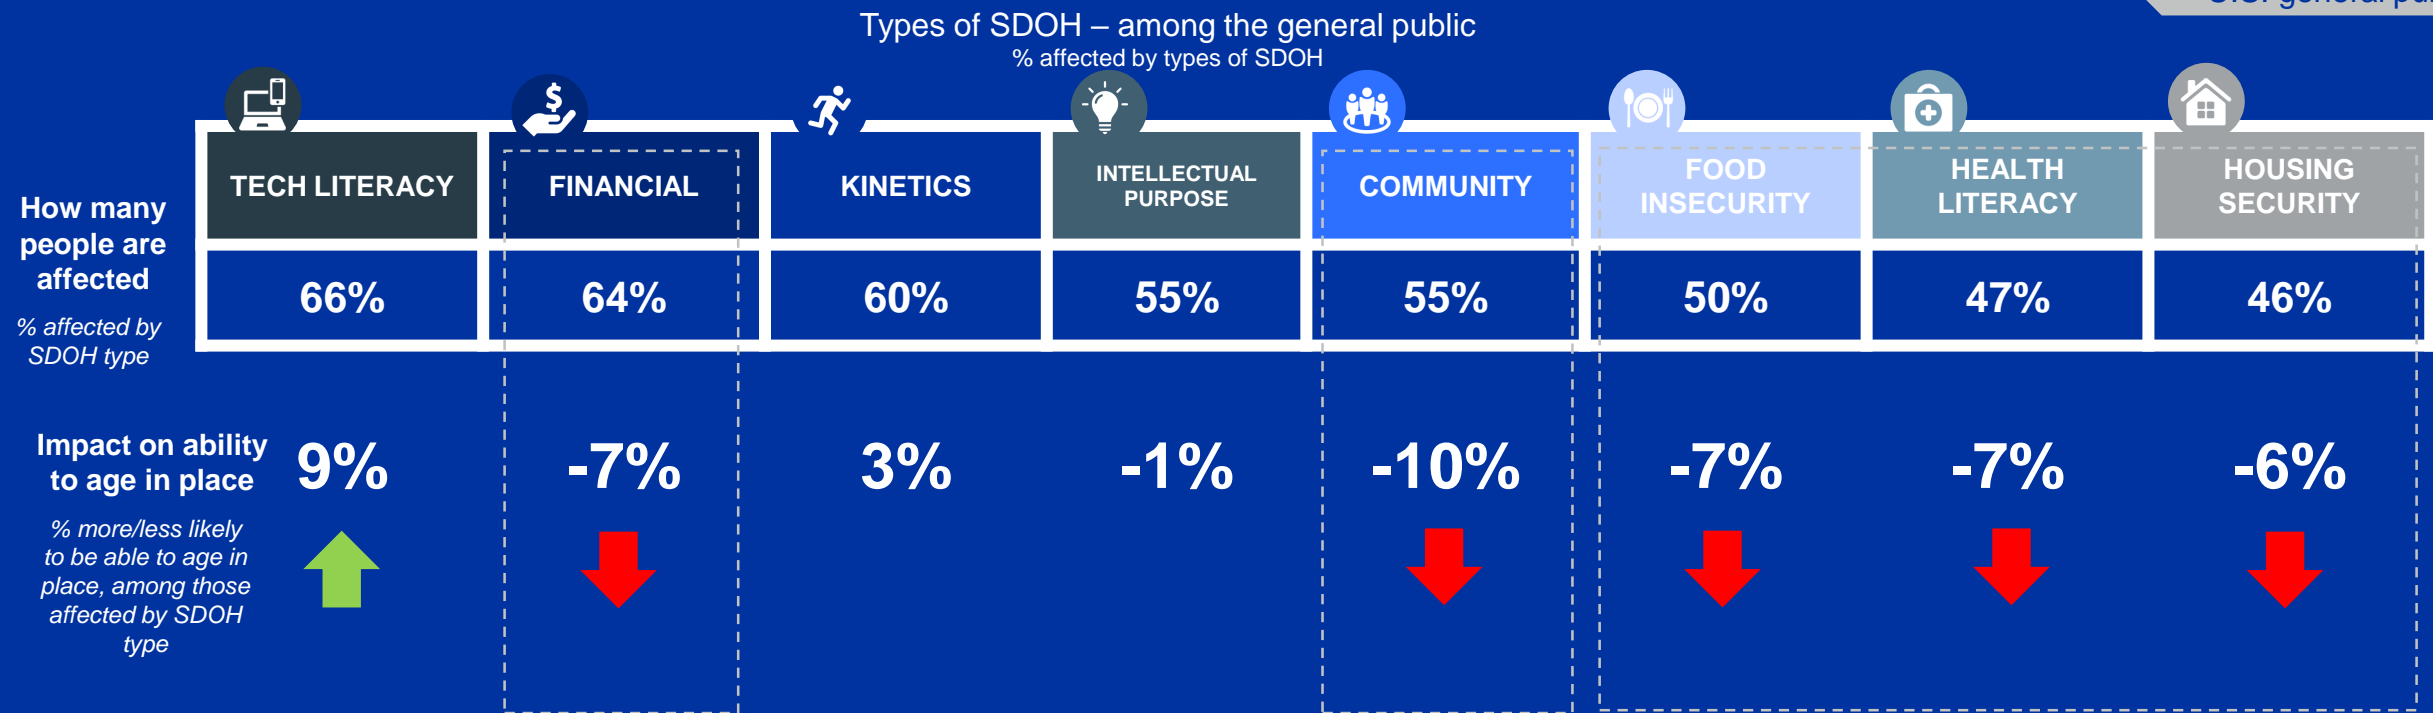 U.S. general pu
Types of SDOH – among the general public
% affected by types of SDOH
$
TECH LITERACY
FINANCIAL
KINETICS
INTELLECTUAL
PURPOSE
COMMUNITY
FOOD
INSECURITY
HEALTH
LITERACY
HOUSING
SECURITY
How many
people are
affected
% affected by
SDOH type
66%
64%
60%
55%
55%
50%
47%
46%
Impact on ability
to age in place
% more/less likely
to be able to age in
place, among those
affected by SDOH
type
9%
-7%
3%
-1%
-10%
-7%
-7%
-6%